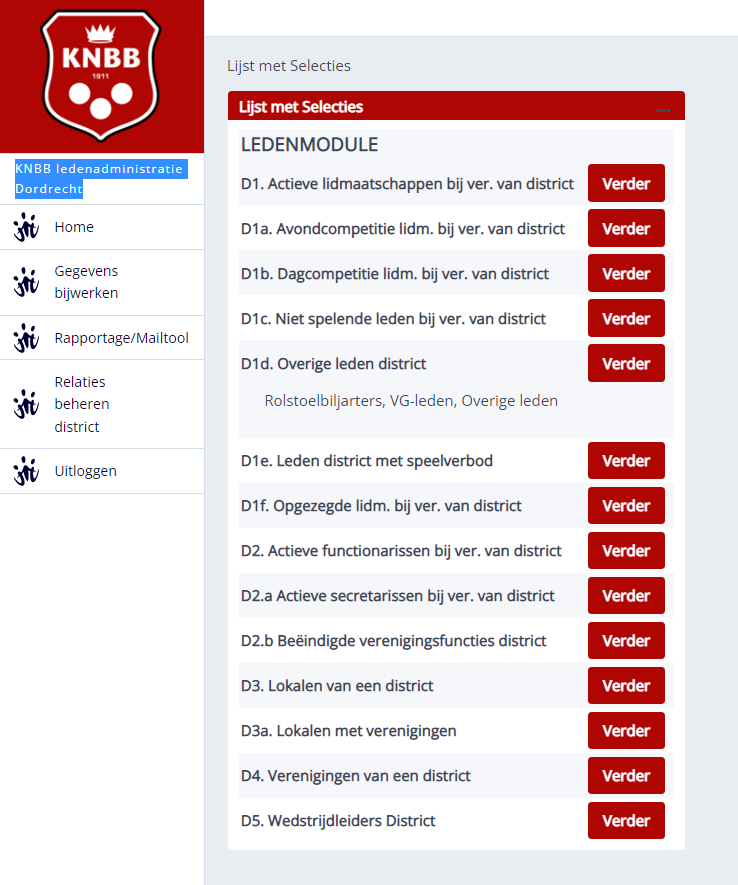 KNBB
1911
KNBB ledenadministratie
Dordrecht
Home
Gegevens
bijwerken
Rapportage/Mailtool
Relaties
beheren
district
Uitloggen
Lijst met Selecties
Lijst met Selecties
LEDENMODULE
D1. Actieve lidmaatschappen bij ver. van district Verder
D1a. Avondcompetitie lidm. bij ver. van district Verder
D1b. Dagcompetitie lidm. bij ver. van district Verder
D1c. Niet spelende leden bij ver. van district Verder
D1d. Overige leden district Verder
Rolstoelbiljarters, VG-leden, Overige leden
D1e. Leden district met speelverbod Verder
D1f. Opgezegde lidm. bij ver. van district Verder
D2. Actieve functionarissen bij ver. van district Verder
D2.a Actieve secretarissen bij ver. van district Verder
D2.b Beëindigde verenigingsfuncties district Verder
D3. Lokalen van een district Verder
D3a. Lokalen met verenigingen Verder
D4. Verenigingen van een district Verder
D5. Wedstrijdleiders District Verder